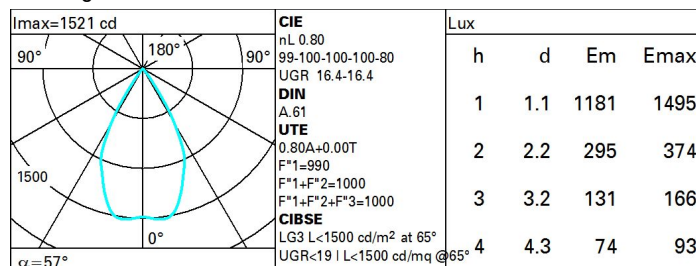 Imax=1521 cd
90°
180°
90°
1500
0°
α=57°
CIE
nL 0.80
99-100-100-100-80
UGR 16.4-16.4
DIN
A.61
UTE
0.80A+0.00T
F"1=990
F"1+F"2=1000
F"1+F"2+F"3=1000
CIBSE
LG3 L<1500 cd/m² at 65°
UGR<19 | L<1500 cd/mq @65°
Lux
h d Em Emax
1 1.1 1181 1495
2 2.2 295 374
3 3.2 131 166
4 4.3 74 93